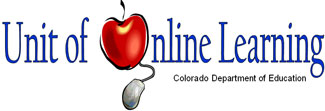 Unit of Online Learning
Colorado Department of Education